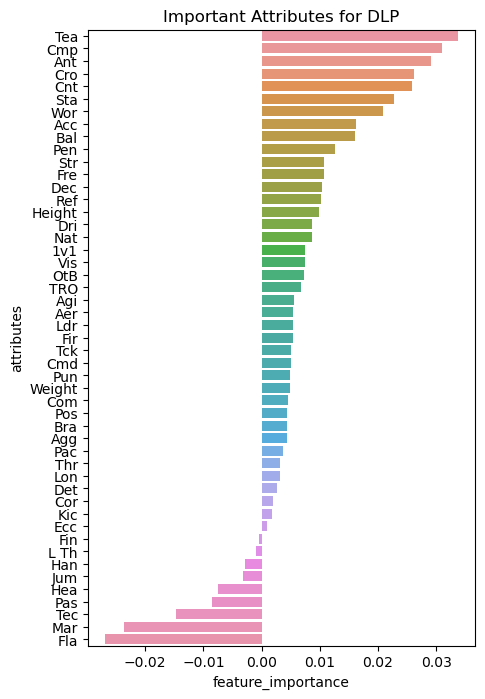 Important Attributes for DLP
Tea
Cmp
Ant
Cro
Cnt
Sta
Wor
Acc
Bal
Pen
Str
Fre
Dec
Ref
Height
Dri
Nat
1v1
Vis
OtB
TRO
Agi
Aer
Ldr
Fir
Tck
Cmd
Pun
Weight
Com
Pos
Bra
Agg
Pac
Thr
Lon
Det
Cor
Kic
Ecc
Fin
L Th
Han
Jum
Hea
Pas
Tec
Mar
Fla
attributes
−0.02 −0.01 0.00 0.01 0.02 0.03
feature_importance